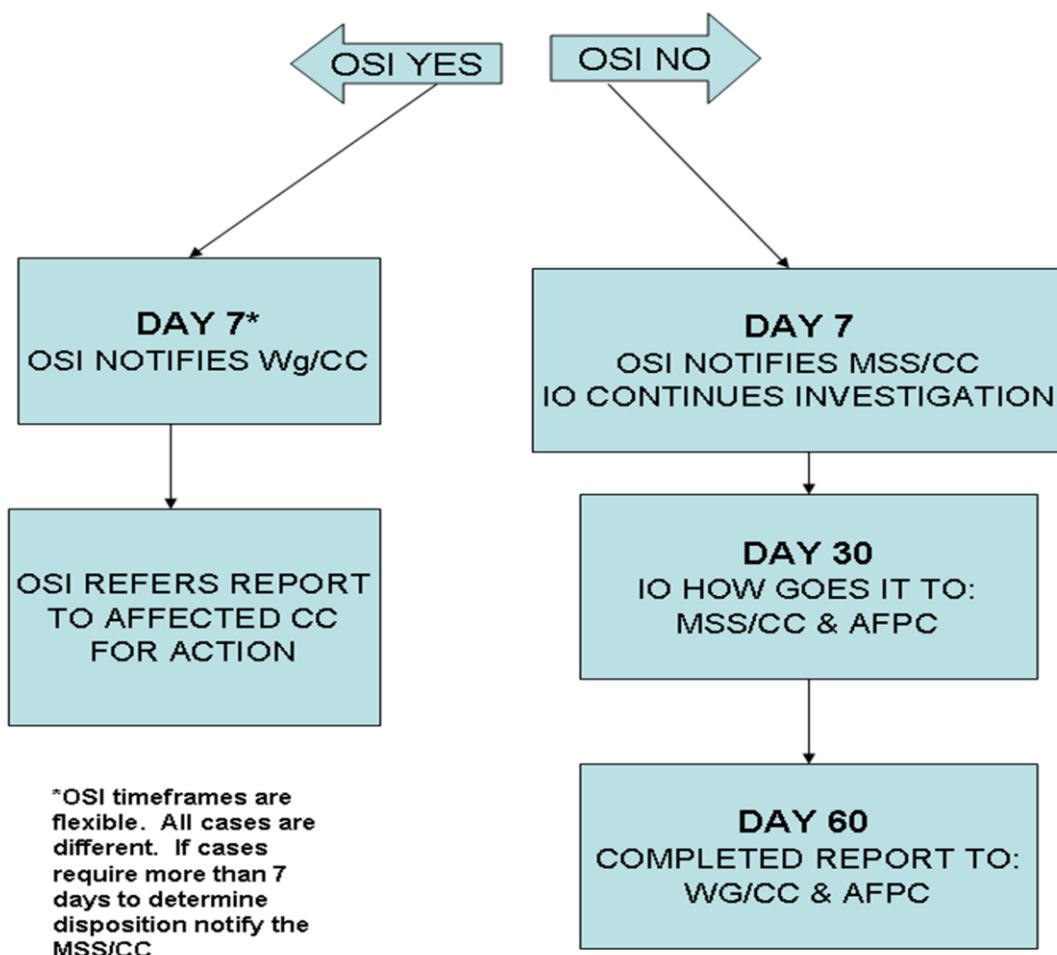 OSI YES
OSI NO
DAY 7*
OSI NOTIFIES Wg/CC
OSI REFERS REPORT
TO AFFECTED CC
FOR ACTION
*OSI timeframes are
flexible.  All cases are
different.  If cases
require more than 7
days to determine
disposition notify the
MSS/CC
DAY 7
OSI NOTIFIES MSS/CC
IO CONTINUES INVESTIGATION
DAY 30
IO HOW GOES IT TO:
MSS/CC & AFPC
DAY 60
COMPLETED REPORT TO:
WG/CC & AFPC